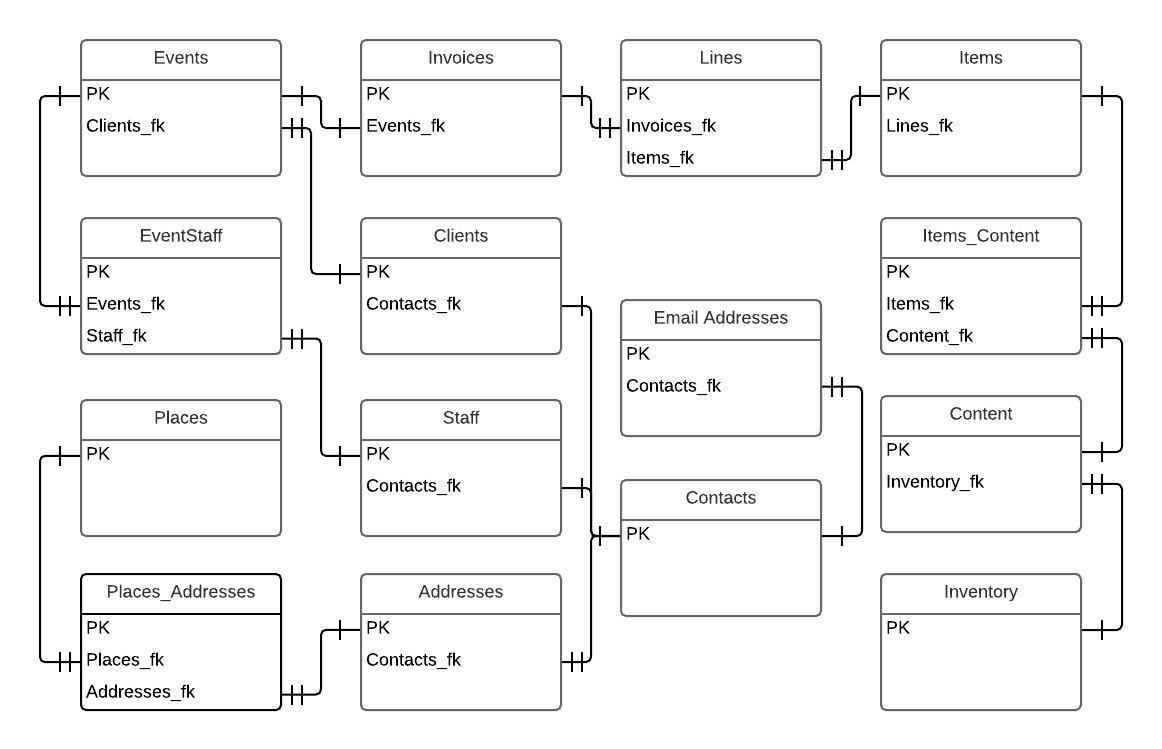 Events
PK
Clients_fk
Invoices
PK
Events_fk
Lines
PK
Invoices_fk
Items_fk
Items
PK
Lines_fk
EventStaff
PK
Events_fk
Staff_fk
Clients
PK
Contacts_fk
Email Addresses
PK
Contacts_fk
Items_Content
PK
Items_fk
Content_fk
Places
PK
Staff
PK
Contacts_fk
Contacts
PK
Content
PK
Inventory_fk
Places_Addresses
PK
Places_fk
Addresses_fk
Addresses
PK
Contacts_fk
Inventory
PK